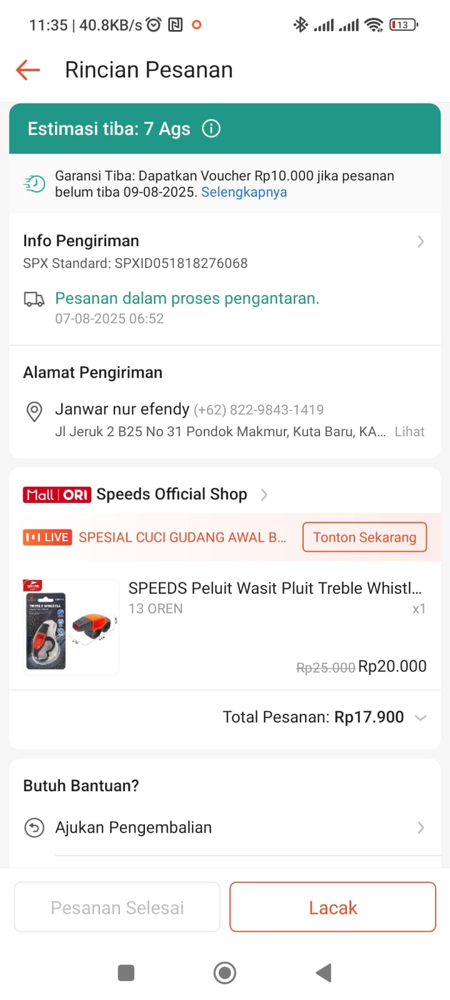 11:35 | 40.8KB/s
13
Rincian Pesanan
Estimasi tiba: 7 Ags
Garansi Tiba: Dapatkan Voucher Rp10.000 jika pesanan
belum tiba 09-08-2025. Selengkapnya
Info Pengiriman
SPX Standard: SPXID051818276068
Pesanan dalam proses pengantaran.
07-08-2025 06:52
Alamat Pengiriman
Janwar nur efendy (+62) 822-9843-1419
Jl Jeruk 2 B25 No 31 Pondok Makmur, Kuta Baru, KA... Lihat
Mall | ORI Speeds Official Shop
LIVE SPESIAL CUCI GUDANG AWAL B... Tonton Sekarang
SPEEDS Peluit Wasit Pluit Treble Whistl...
13 OREN x1
TREBLE WHISTLL
Rp25.000 Rp20.000
Total Pesanan: Rp17.900
Butuh Bantuan?
Ajukan Pengembalian
Pesanan Selesai
Lacak